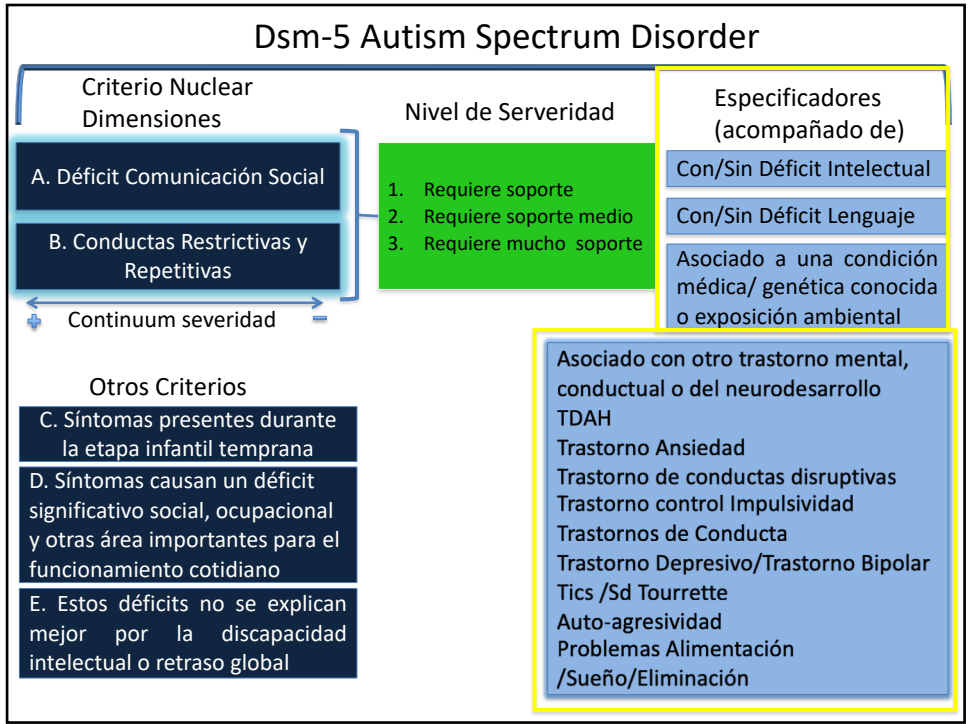 Dsm-5 Autism Spectrum Disorder
Criterio Nuclear
Dimensiones
A. Déficit Comunicación Social
B. Conductas Restrictivas y
Repetitivas
+ Continuum severidad −
Nivel de Serveridad
1. Requiere soporte
2. Requiere soporte medio
3. Requiere mucho soporte
Especificadores
(acompañado de)
Con/Sin Déficit Intelectual
Con/Sin Déficit Lenguaje
Asociado a una condición
médica/ genética conocida
o exposición ambiental
Asociado con otro trastorno mental,
conductual o del neurodesarrollo
TDAH
Trastorno Ansiedad
Trastorno de conductas disruptivas
Trastorno control Impulsividad
Trastornos de Conducta
Trastorno Depresivo/Trastorno Bipolar
Tics /Sd Tourrette
Auto-agresividad
Problemas Alimentación
/Sueño/Eliminación
Otros Criterios
C. Síntomas presentes durante
la etapa infantil temprana
D. Síntomas causan un déficit
significativo social, ocupacional
y otras área importantes para el
funcionamiento cotidiano
E. Estos déficits no se explican
mejor por la discapacidad
intelectual o retraso global